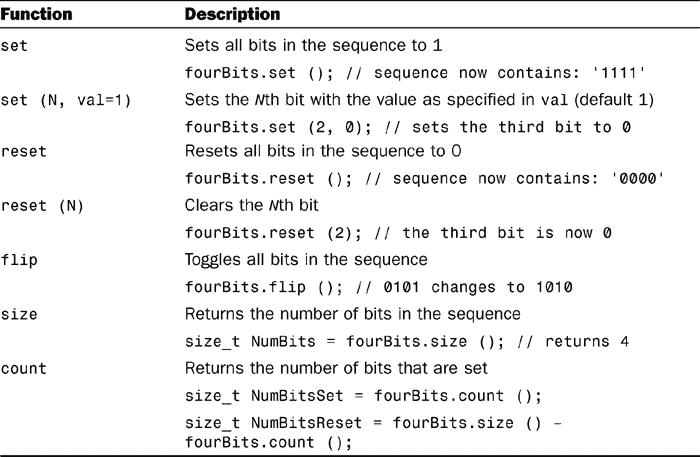 Function Description
set Sets all bits in the sequence to 1
fourBits.set (); // sequence now contains: '1111'
set (N, val=1) Sets the Nth bit with the value as specified in val (default 1)
fourBits.set (2, 0); // sets the third bit to 0
reset Resets all bits in the sequence to 0
fourBits.reset (); // sequence now contains: '0000'
reset (N) Clears the Nth bit
fourBits.reset (2); // the third bit is now 0
flip Toggles all bits in the sequence
fourBits.flip (); // 0101 changes to 1010
size Returns the number of bits in the sequence
size_t NumBits = fourBits.size (); // returns 4
count Returns the number of bits that are set
size_t NumBitsSet = fourBits.count ();
size_t NumBitsReset = fourBits.size () –
fourBits.count ();